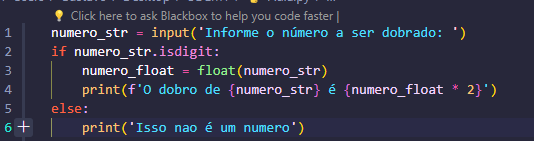 Click here to ask Blackbox to help you code faster |
1 numero_str = input('Informe o número a ser dobrado: ')
2 if numero_str.isdigit:
3 numero_float = float(numero_str)
4 print(f'O dobro de {numero_str} é {numero_float * 2}')
5 else:
6 + print('Isso nao é um numero')